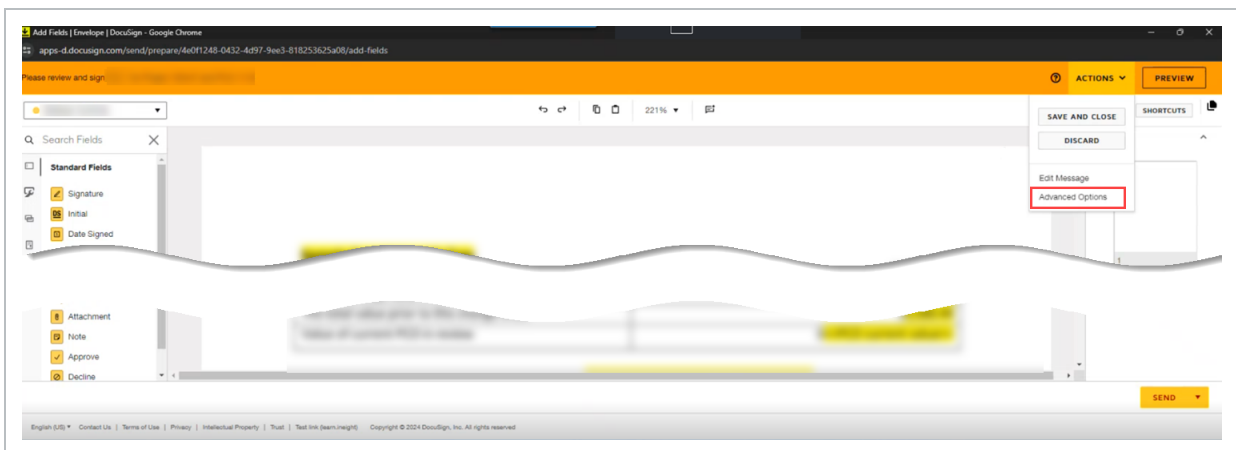 Add Fields | Envelope | DocuSign - Google Chrome
apps-d.docusign.com/send/prepare/4e0f1248-0432-4d97-9ee3-818253625a08/add-fields
Please review and sign
ACTIONS
PREVIEW
221%
SAVE AND CLOSE
SHORTCUTS
DISCARD
Edit Message
Advanced Options
Search Fields
Standard Fields
Signature
DS Initial
Date Signed
1
Attachment
Note
Approve
Decline
SEND
English (US) Contact Us | Terms of Use | Privacy | Intellectual Property | Trust | Test link (learn.ineight) Copyright © 2024 DocuSign, Inc. All rights reserved